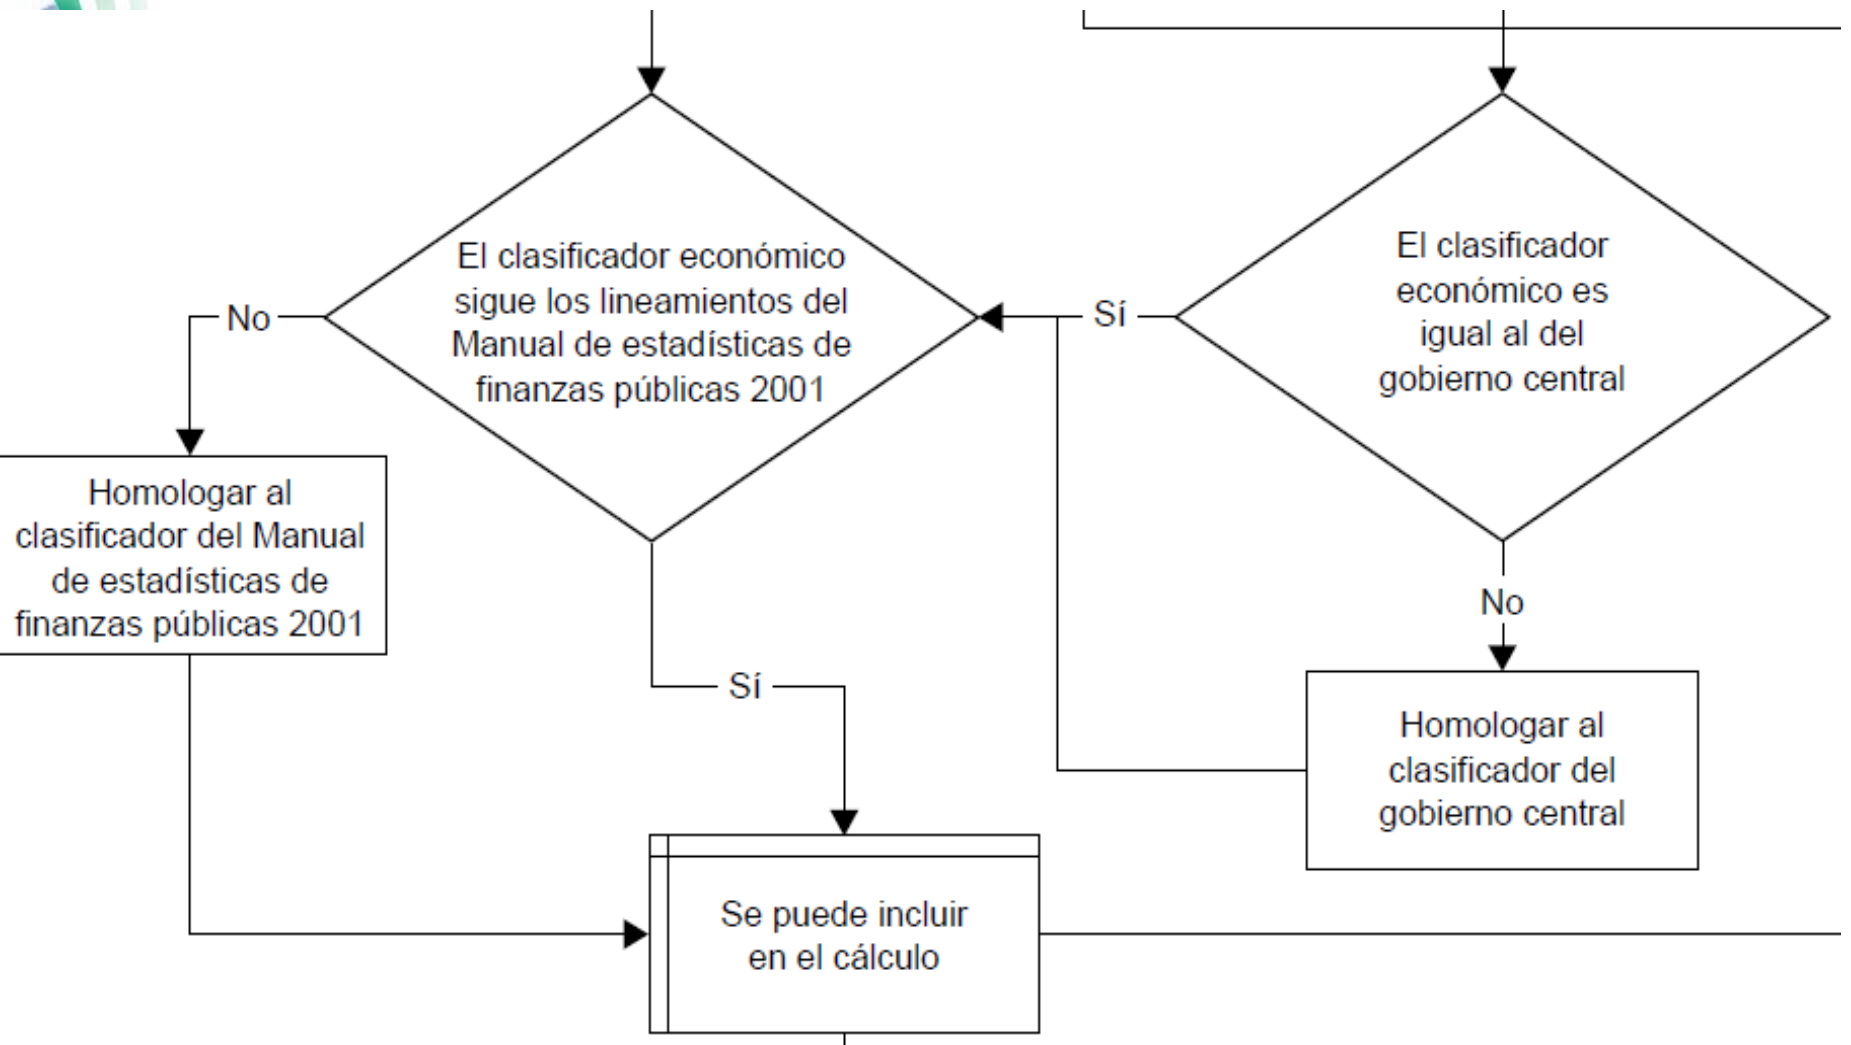 El clasificador económico
sigue los lineamientos del
Manual de estadísticas de
finanzas públicas 2001
El clasificador
económico es
igual al del
gobierno central
No
Sí
Homologar al
clasificador del Manual
de estadísticas de
finanzas públicas 2001
No
Sí
Homologar al
clasificador del
gobierno central
Se puede incluir
en el cálculo